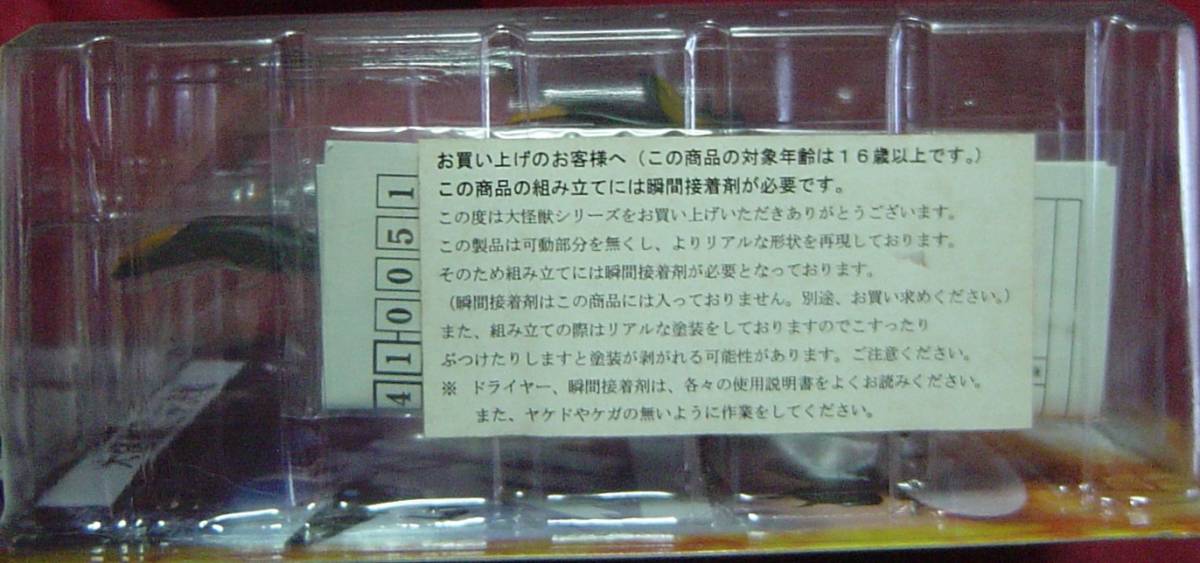 お買い上げのお客様へ（この商品の対象年齢は１６歳以上です。）
この商品の組み立てには瞬間接着剤が必要です。
この度は大怪獣シリーズをお買い上げいただきありがとうございます。
この製品は可動部分を無くし、よりリアルな形状を再現しております。
そのため組み立てには瞬間接着剤が必要となっております。
（瞬間接着剤はこの商品には入っておりません。別途、お買い求めください。）
また、組み立ての際はリアルな塗装をしておりますのでこすったり
ぶつけたりしますと塗装が剥がれる可能性があります。ご注意ください。
※ ドライヤー、瞬間接着剤は、各々の使用説明書をよくお読みください。
また、ヤケドやケガの無いように作業をしてください。
410051